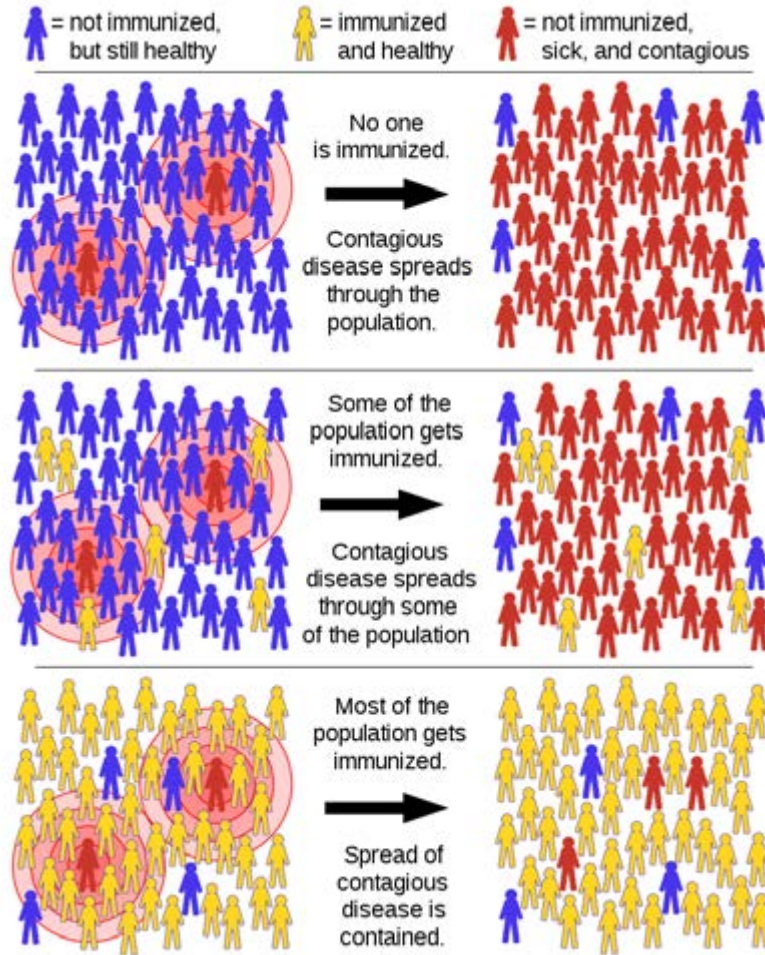 = not immunized,
but still healthy
= immunized
and healthy
= not immunized,
sick, and contagious
No one
is immunized.
Contagious
disease spreads
through the
population.
Some of the
population gets
immunized.
Contagious
disease spreads
through some
of the population
Most of the
population gets
immunized.
Spread of
contagious
disease is
contained.